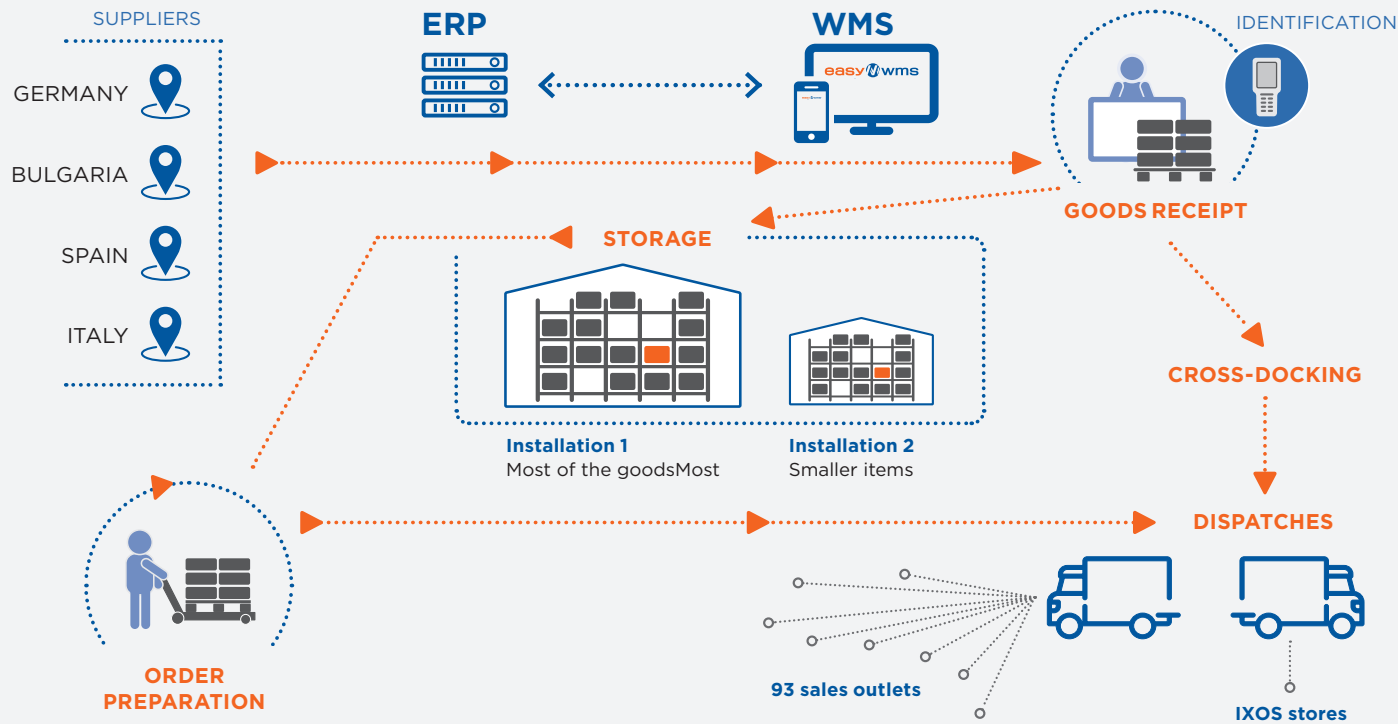 SUPPLIERS
GERMANY
BULGARIA
SPAIN
ITALY
ERP
WMS
easy wms
IDENTIFICATION
GOODS RECEIPT
STORAGE
CROSS-DOCKING
Installation 1
Most of the goodsMost
Installation 2
Smaller items
DISPATCHES
ORDER
PREPARATION
93 sales outlets
IXOS stores